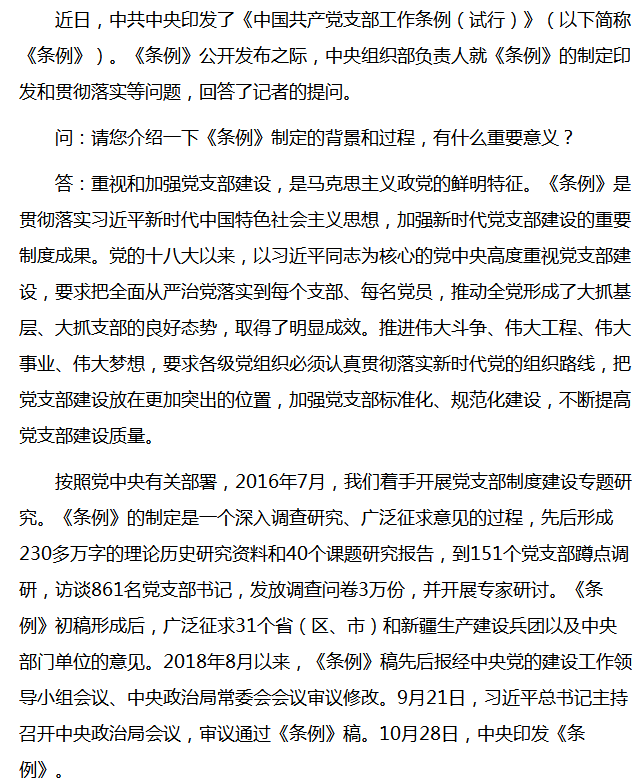 近日，中共中央印发了《中国共产党支部工作条例（试行）》（以下简称
《条例》）。《条例》公开发布之际，中央组织部负责人就《条例》的制定印
发和贯彻落实等问题，回答了记者的提问。
问：请您介绍一下《条例》制定的背景和过程，有什么重要意义？
答：重视和加强党支部建设，是马克思主义政党的鲜明特征。《条例》是
贯彻落实习近平新时代中国特色社会主义思想，加强新时代党支部建设的重要
制度成果。党的十八大以来，以习近平同志为核心的党中央高度重视党支部建
设，要求把全面从严治党落实到每个支部、每名党员，推动全党形成了大抓基
层、大抓支部的良好态势，取得了明显成效。推进伟大斗争、伟大工程、伟大
事业、伟大梦想，要求各级党组织必须认真贯彻落实新时代党的组织路线，把
党支部建设放在更加突出的位置，加强党支部标准化、规范化建设，不断提高
党支部建设质量。
按照党中央有关部署，2016年7月，我们着手开展党支部制度建设专题研
究。《条例》的制定是一个深入调查研究、广泛征求意见的过程，先后形成
230多万字的理论历史研究资料和40个课题研究报告，到151个党支部蹲点调
研，访谈861名党支部书记，发放调查问卷3万份，并开展专家研讨。《条
例》初稿形成后，广泛征求31个省（区、市）和新疆生产建设兵团以及中央
部门单位的意见。2018年8月以来，《条例》稿先后报经中央党的建设工作领
导小组会议、中央政治局常委会会议审议修改。9月21日，习近平总书记主持
召开中央政治局会议，审议通过《条例》稿。10月28日，中央印发《条
例》。